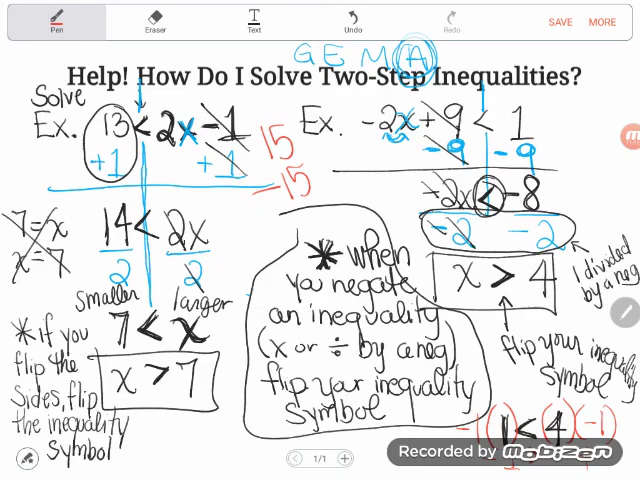 Pen
Eraser
Text
Undo
Redo
SAVE
MORE
G E M A
Help! How Do I Solve Two-Step Inequalities?
Solve
Ex. 13 < 2x - 1
+1 +1
15
-15
14 < 2x
2 2
7 = x
x = 7
smaller larger
7 < x
x > 7
* if you
flip the
sides, flip
the inequality
symbol
* when
you negate
an inequality
(x or ÷ by a neg)
flip your inequality
symbol
Ex. -2x + 9 < 1
-9 -9
-2x < -8
-2 -2
x > 4
I divided
by a neg
flip your inequality
symbol
-1( 1 < (4)(-1)
1/1
Recorded by
mobizen